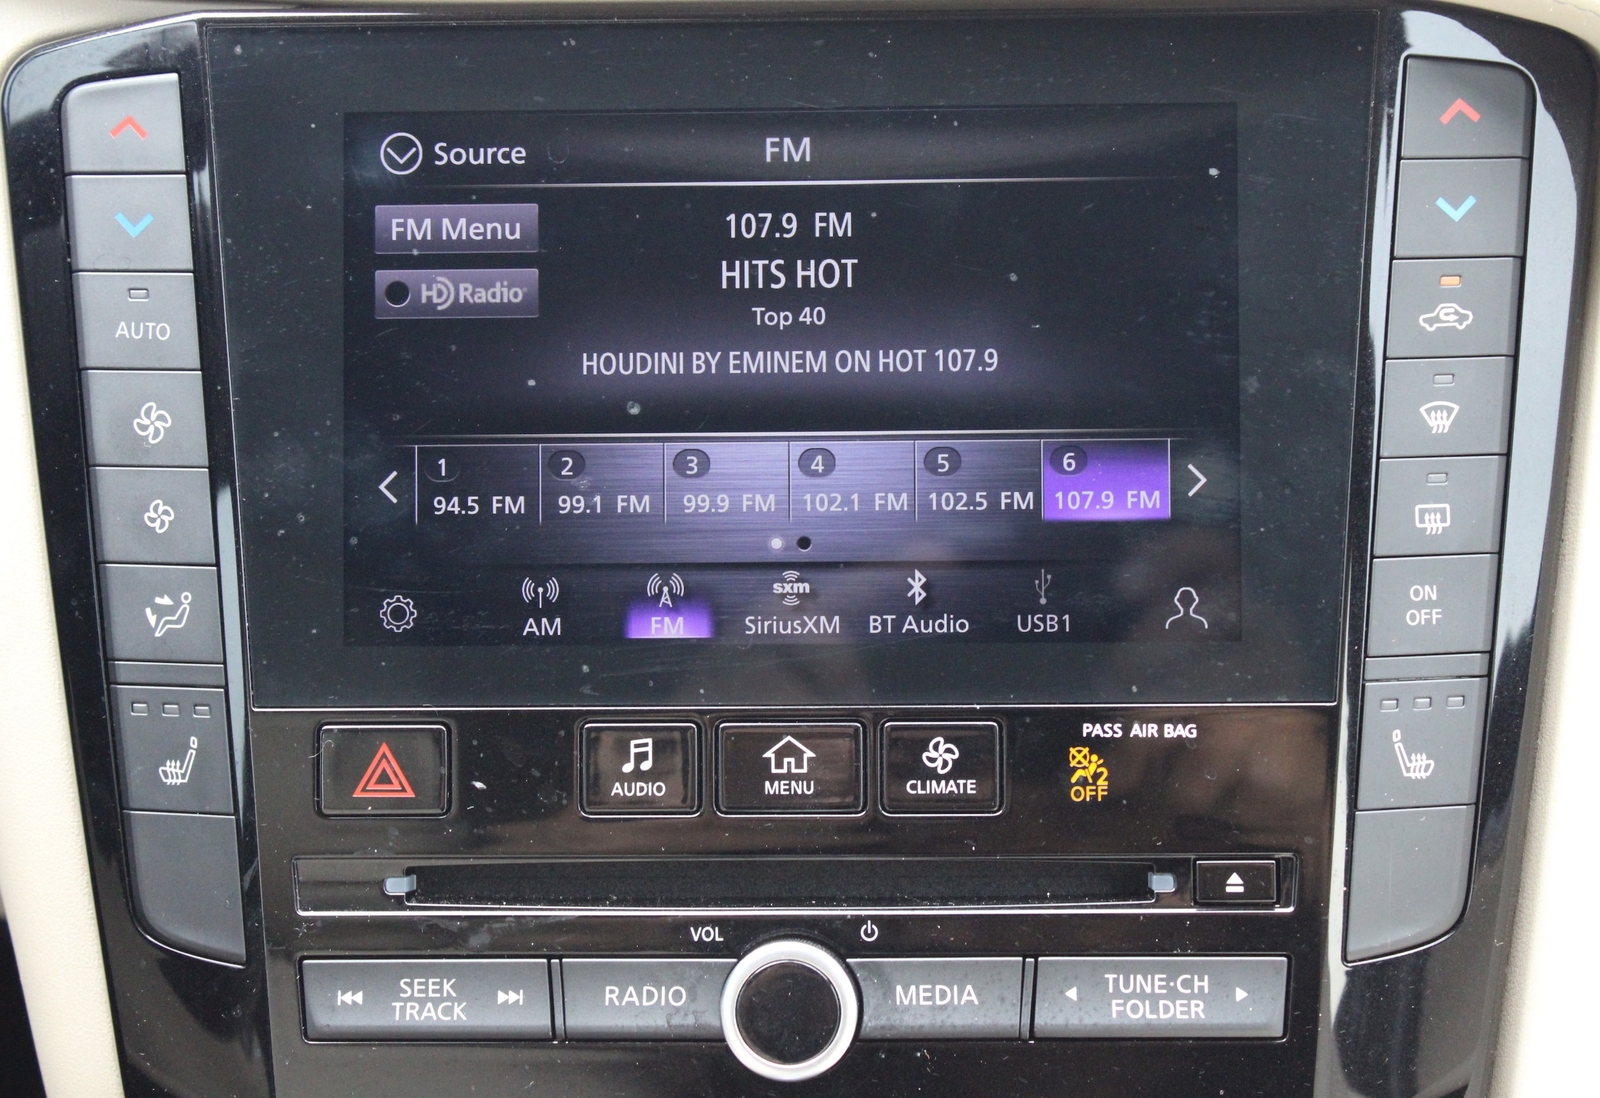 Source
FM
FM Menu
107.9 FM
HD Radio
HITS HOT
Top 40
HOUDINI BY EMINEM ON HOT 107.9
1
2
3
4
5
6
94.5 FM
99.1 FM
99.9 FM
102.1 FM
102.5 FM
107.9 FM
AM
FM
sxm
SiriusXM
BT Audio
USB1
AUTO
ON
OFF
AUDIO
MENU
CLIMATE
PASS AIR BAG
2
OFF
VOL
SEEK
TRACK
RADIO
MEDIA
TUNE·CH
FOLDER